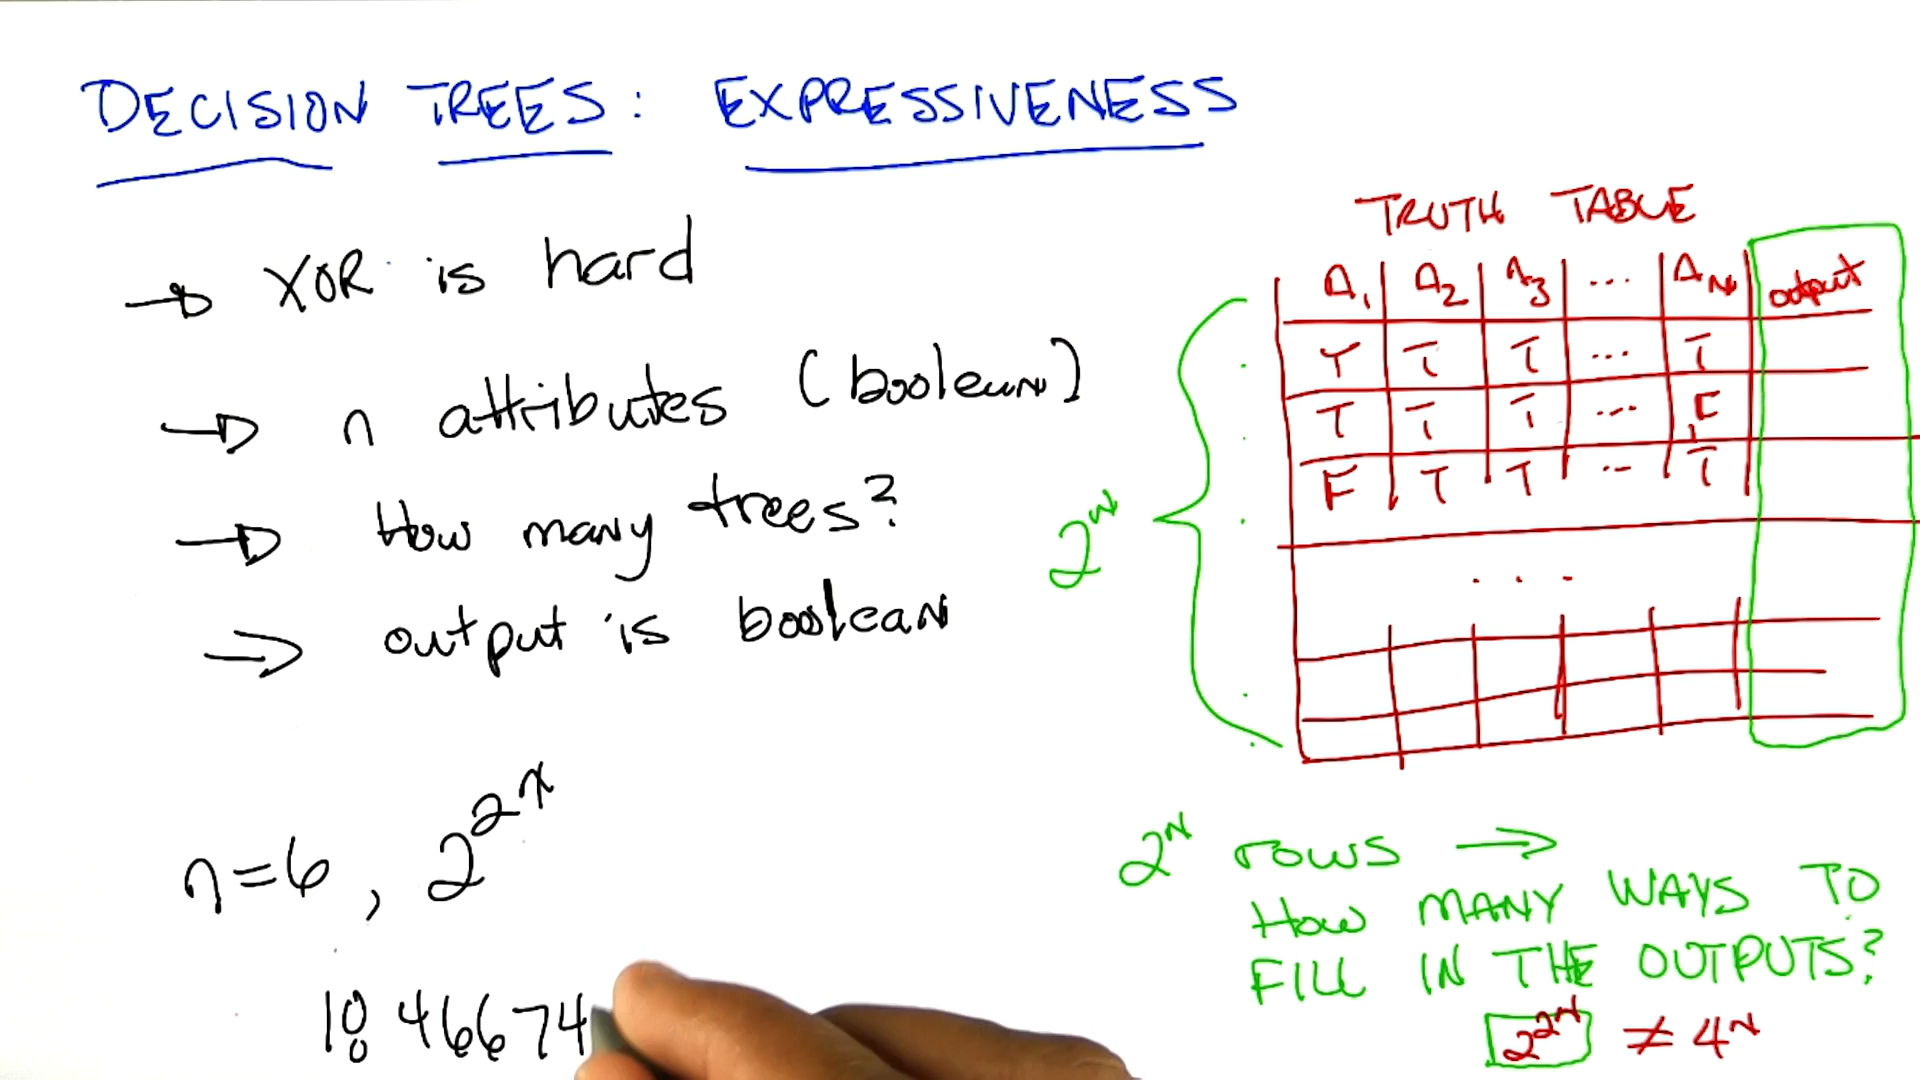 DECISION TREES: EXPRESSIVENESS
→ XOR is hard
→ n attributes (boolean)
→ How many trees?
→ output is boolean
n=6, 2^2^n
10 466674
TRUTH TABLE
A1 A2 A3 ... AN output
T T T ... T
T T T ... F
F T T ... T
...
2^N
2^N rows →
How MANY WAYS TO
FILL IN THE OUTPUTS?
2^2^N ≠ 4^N